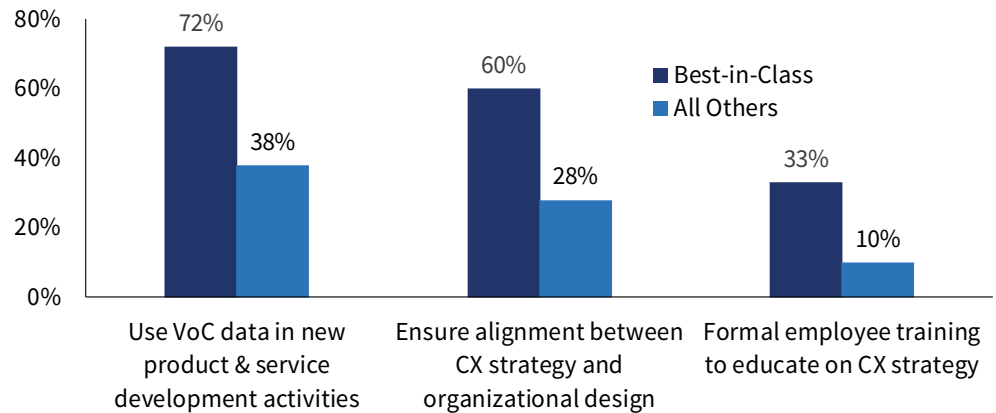 80%
72%
60%
60%
Best-in-Class
All Others
40%
38%
33%
28%
20%
10%
0%
Use VoC data in new
product & service
development activities
Ensure alignment between
CX strategy and
organizational design
Formal employee training
to educate on CX strategy